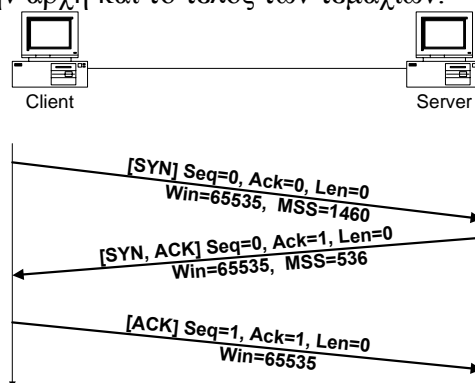 αρχή και το τέλος των τεμαχίων.
Client
Server
[SYN] Seq=0, Ack=0, Len=0
Win=65535, MSS=1460
[SYN, ACK] Seq=0, Ack=1, Len=0
Win=65535, MSS=536
[ACK] Seq=1, Ack=1, Len=0
Win=65535